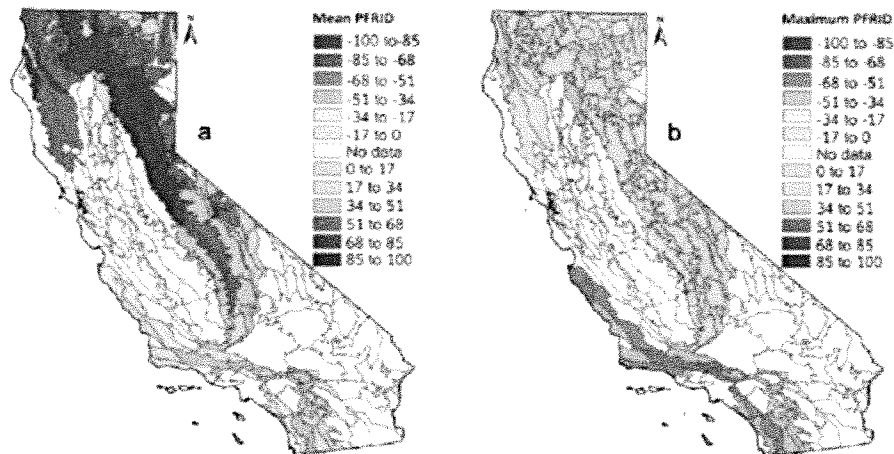 Mean PFRID
N
-100 to-85
-85 to -68
-68 to -51
-51 to -34
-34 to -17
-17 to 0
No data
0 to 17
17 to 34
34 to 51
51 to 68
68 to 85
85 to 100
a
Maximum PFRID
N
-100 to -85
-85 to -68
-68 to -51
-51 to -34
-34 to -17
-17 to 0
No data
0 to 17
17 to 34
34 to 51
51 to 68
68 to 85
85 to 100
b